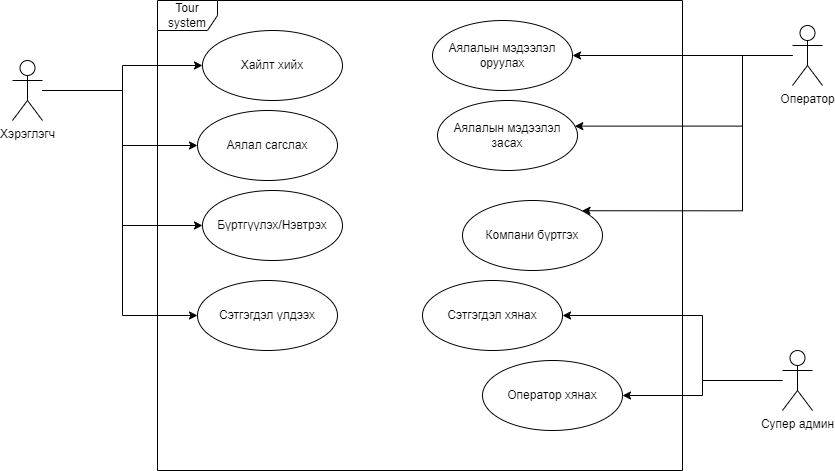 Tour
system
Хайлт хийх
Аялалын мэдээлэл
оруулах
Оператор
Хэрэглэгч
Аялал сагслах
Аялалын мэдээлэл
засах
Бүртгүүлэх/Нэвтрэх
Компани бүртгэх
Сэтгэгдэл үлдээх
Сэтгэгдэл хянах
Оператор хянах
Супер админ